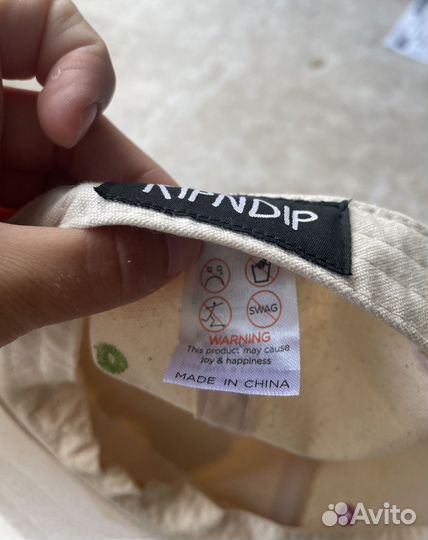 RIPNDIP
SWAG
WARNING
This product may cause
joy & happiness
MADE IN CHINA
Avito